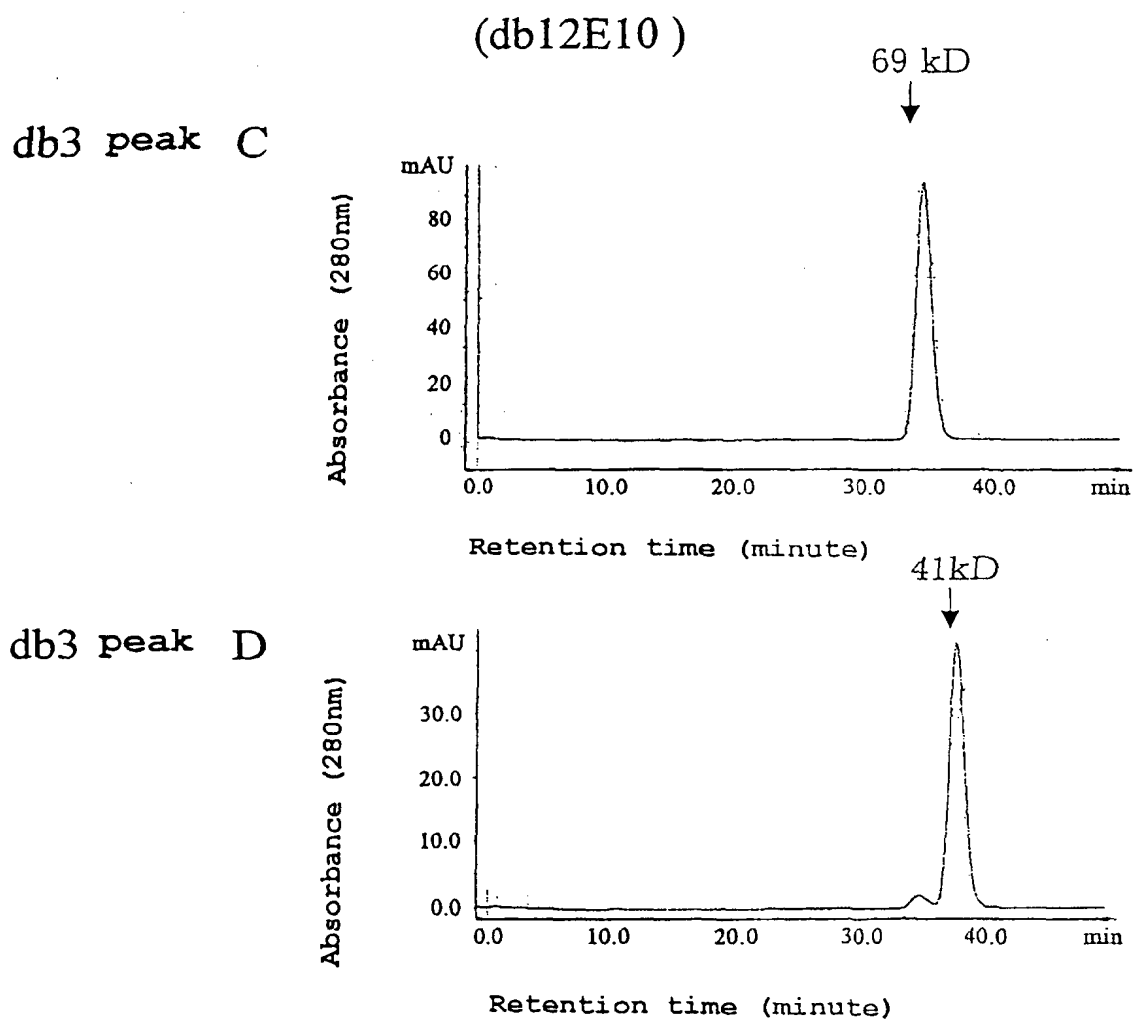 (db12E10 )
69 kD
db3 peak C
mAU
80
60
40
20
0
Absorbance (280nm)
0.0 10.0 20.0 30.0 40.0 min
Retention time (minute)
41kD
db3 peak D
mAU
30.0
20.0
10.0
0.0
Absorbance (280nm)
0.0 10.0 20.0 30.0 40.0 min
Retention time (minute)